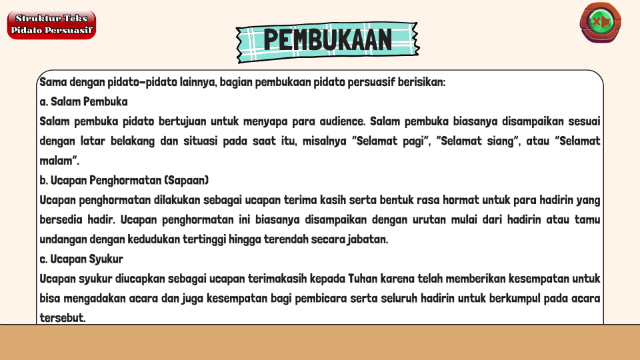 Struktur Teks
Pidato Persuasif
PEMBUKAAN
Sama dengan pidato-pidato lainnya, bagian pembukaan pidato persuasif berisikan:
a. Salam Pembuka
Salam pembuka pidato bertujuan untuk menyapa para audience. Salam pembuka biasanya disampaikan sesuai
dengan latar belakang dan situasi pada saat itu, misalnya "Selamat pagi", "Selamat siang", atau "Selamat
malam".
b. Ucapan Penghormatan (Sapaan)
Ucapan penghormatan dilakukan sebagai ucapan terima kasih serta bentuk rasa hormat untuk para hadirin yang
bersedia hadir. Ucapan penghormatan ini biasanya disampaikan dengan urutan mulai dari hadirin atau tamu
undangan dengan kedudukan tertinggi hingga terendah secara jabatan.
c. Ucapan Syukur
Ucapan syukur diucapkan sebagai ucapan terimakasih kepada Tuhan karena telah memberikan kesempatan untuk
bisa mengadakan acara dan juga kesempatan bagi pembicara serta seluruh hadirin untuk berkumpul pada acara
tersebut.